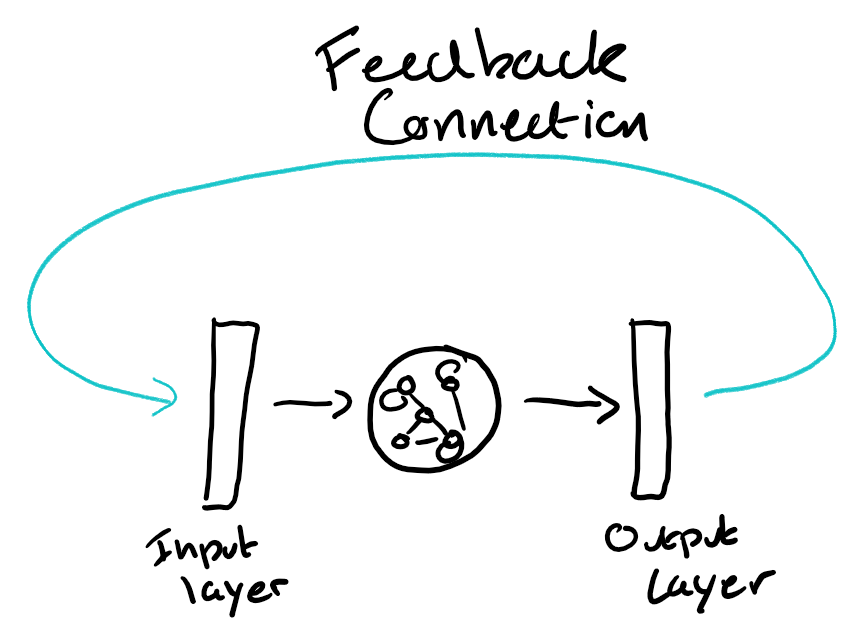 Feedback
Connection
Input
layer
Output
Layer